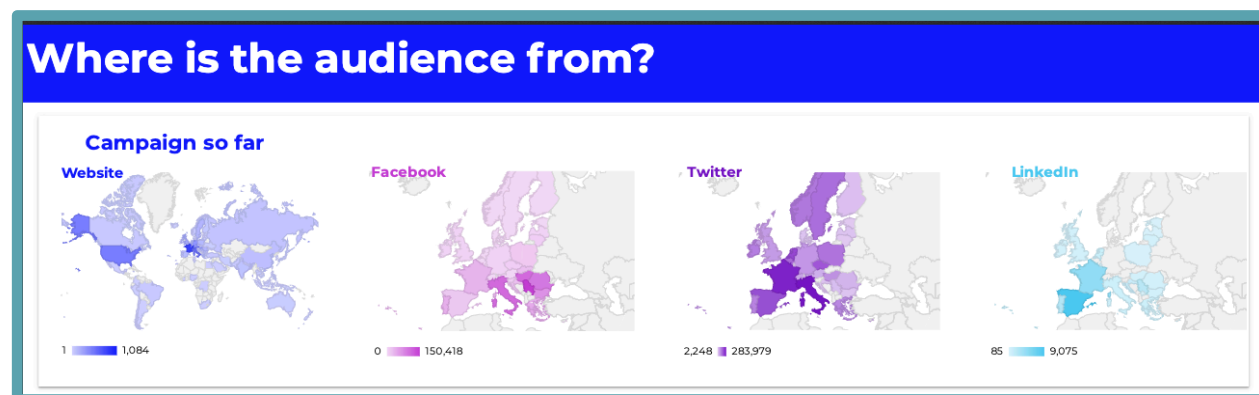 Where is the audience from?
Campaign so far
Website
Facebook
Twitter
LinkedIn
1 1,084
0 150,418
2,248 283,979
85 9,075